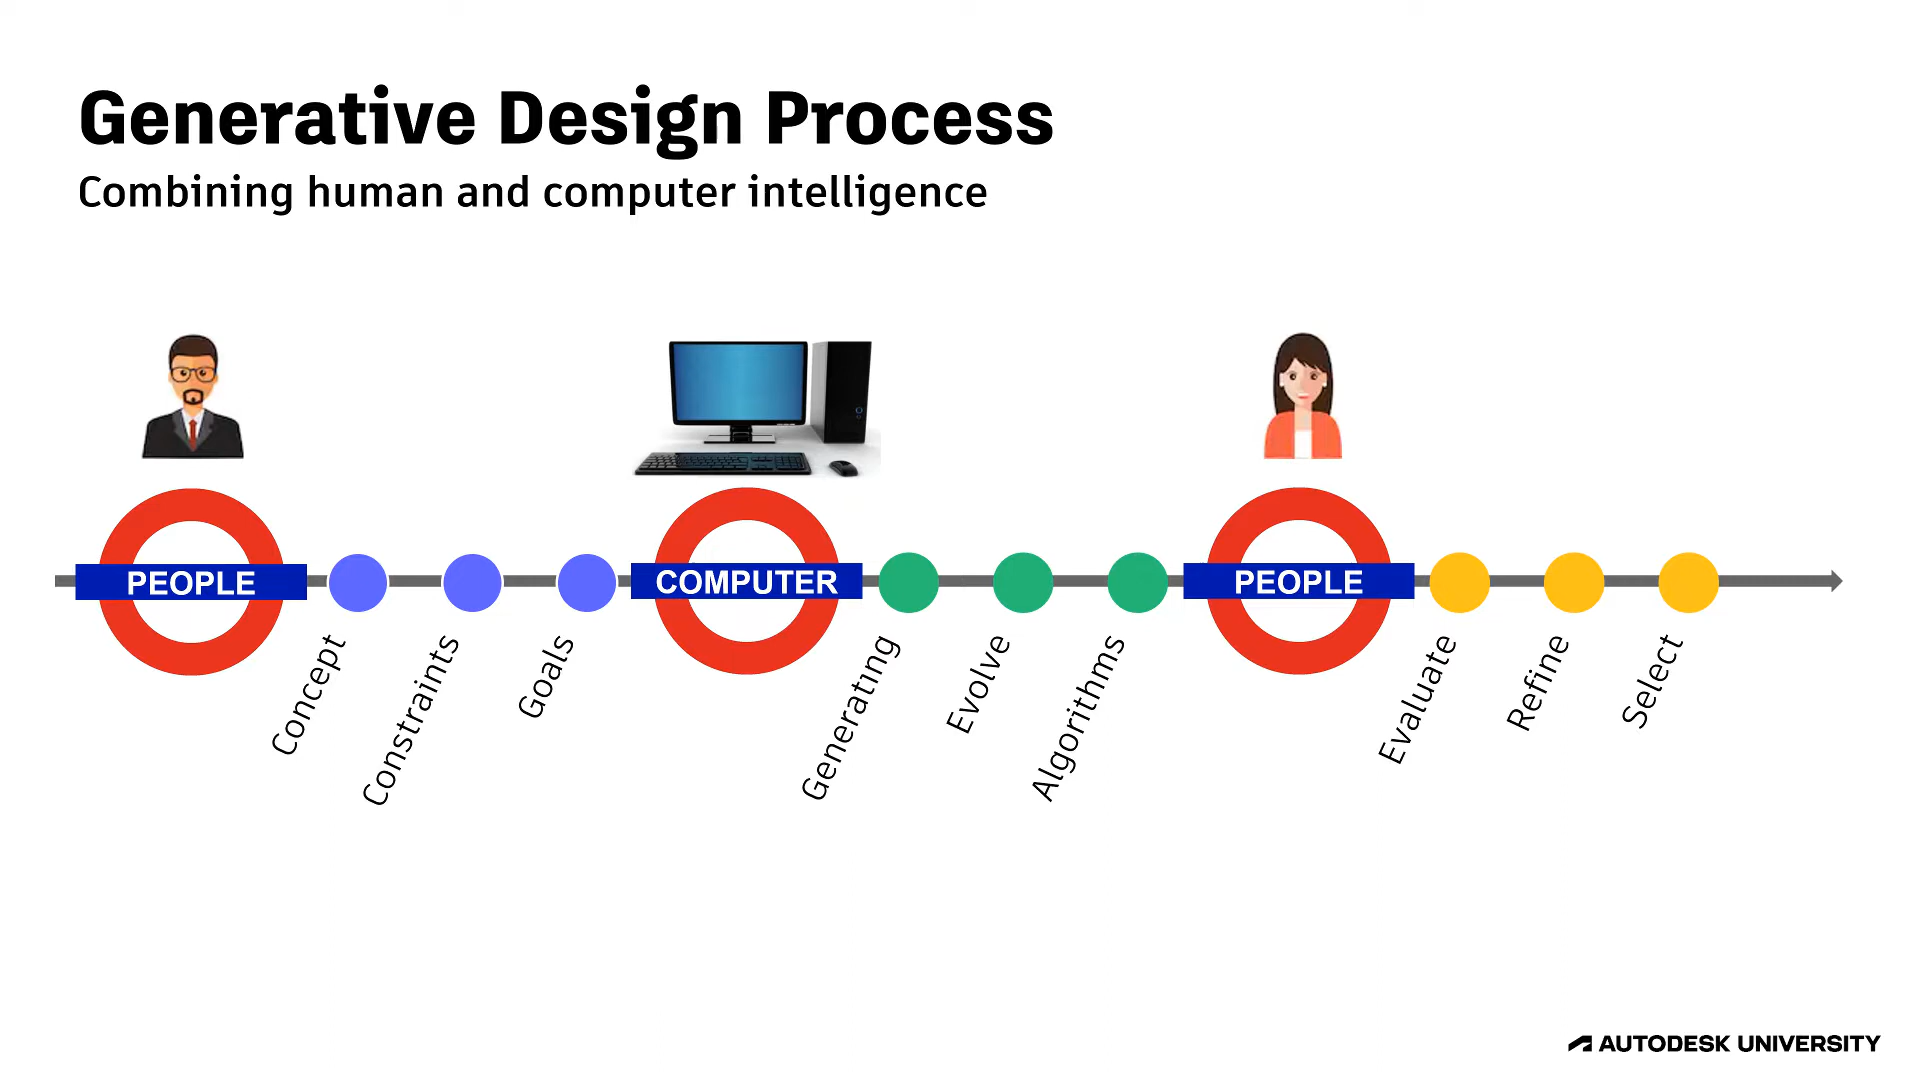 Generative Design Process
Combining human and computer intelligence
PEOPLE
Concept
Constraints
Goals
COMPUTER
Generating
Evolve
Algorithms
PEOPLE
Evaluate
Refine
Select
AUTODESK UNIVERSITY